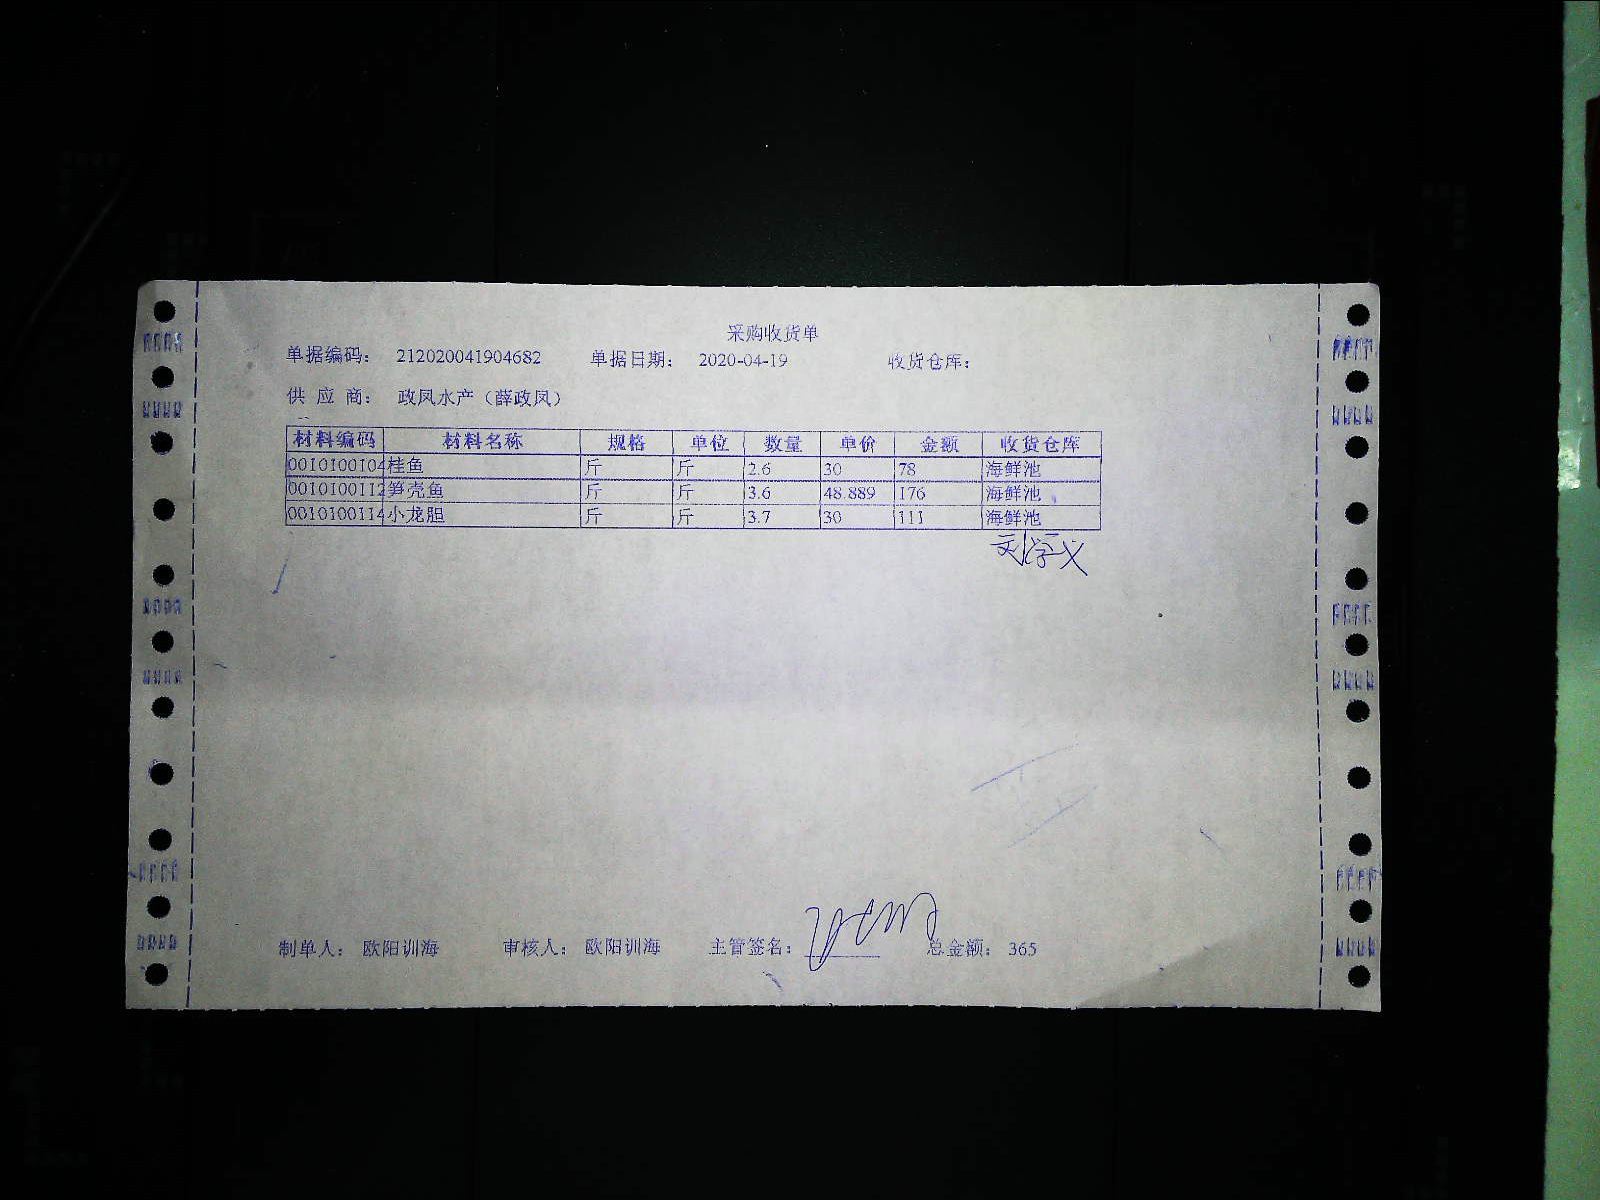 采购收货单
单据编码： 212020041904682 单据日期： 2020-04-19 收货仓库：
供 应 商： 政凤水产（薛政凤）
材料编码 材料名称 规格 单位 数量 单价 金额 收货仓库
0010100104 桂鱼 斤 斤 2.6 30 78 海鲜池
0010100112 笋壳鱼 斤 斤 3.6 48.889 176 海鲜池
0010100114 小龙胆 斤 斤 3.7 30 111 海鲜池
刘学义
制单人： 欧阳训海 审核人： 欧阳训海 主管签名： 总金额： 365